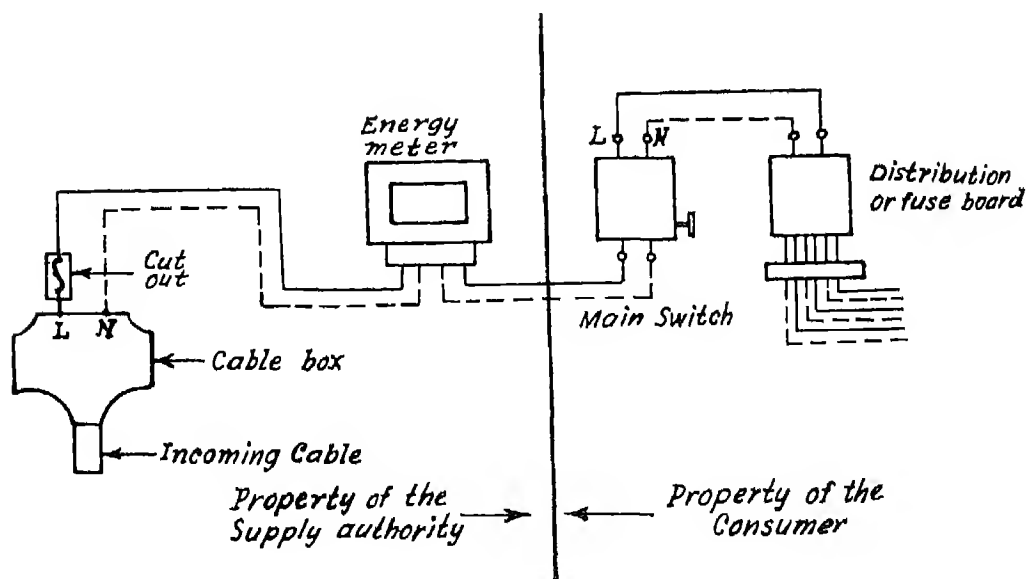 Energy
meter
L
N
Distribution
or fuse board
Cut
out
L
N
Main Switch
Cable box
Incoming Cable
Property of the
Supply authority
Property of the
Consumer